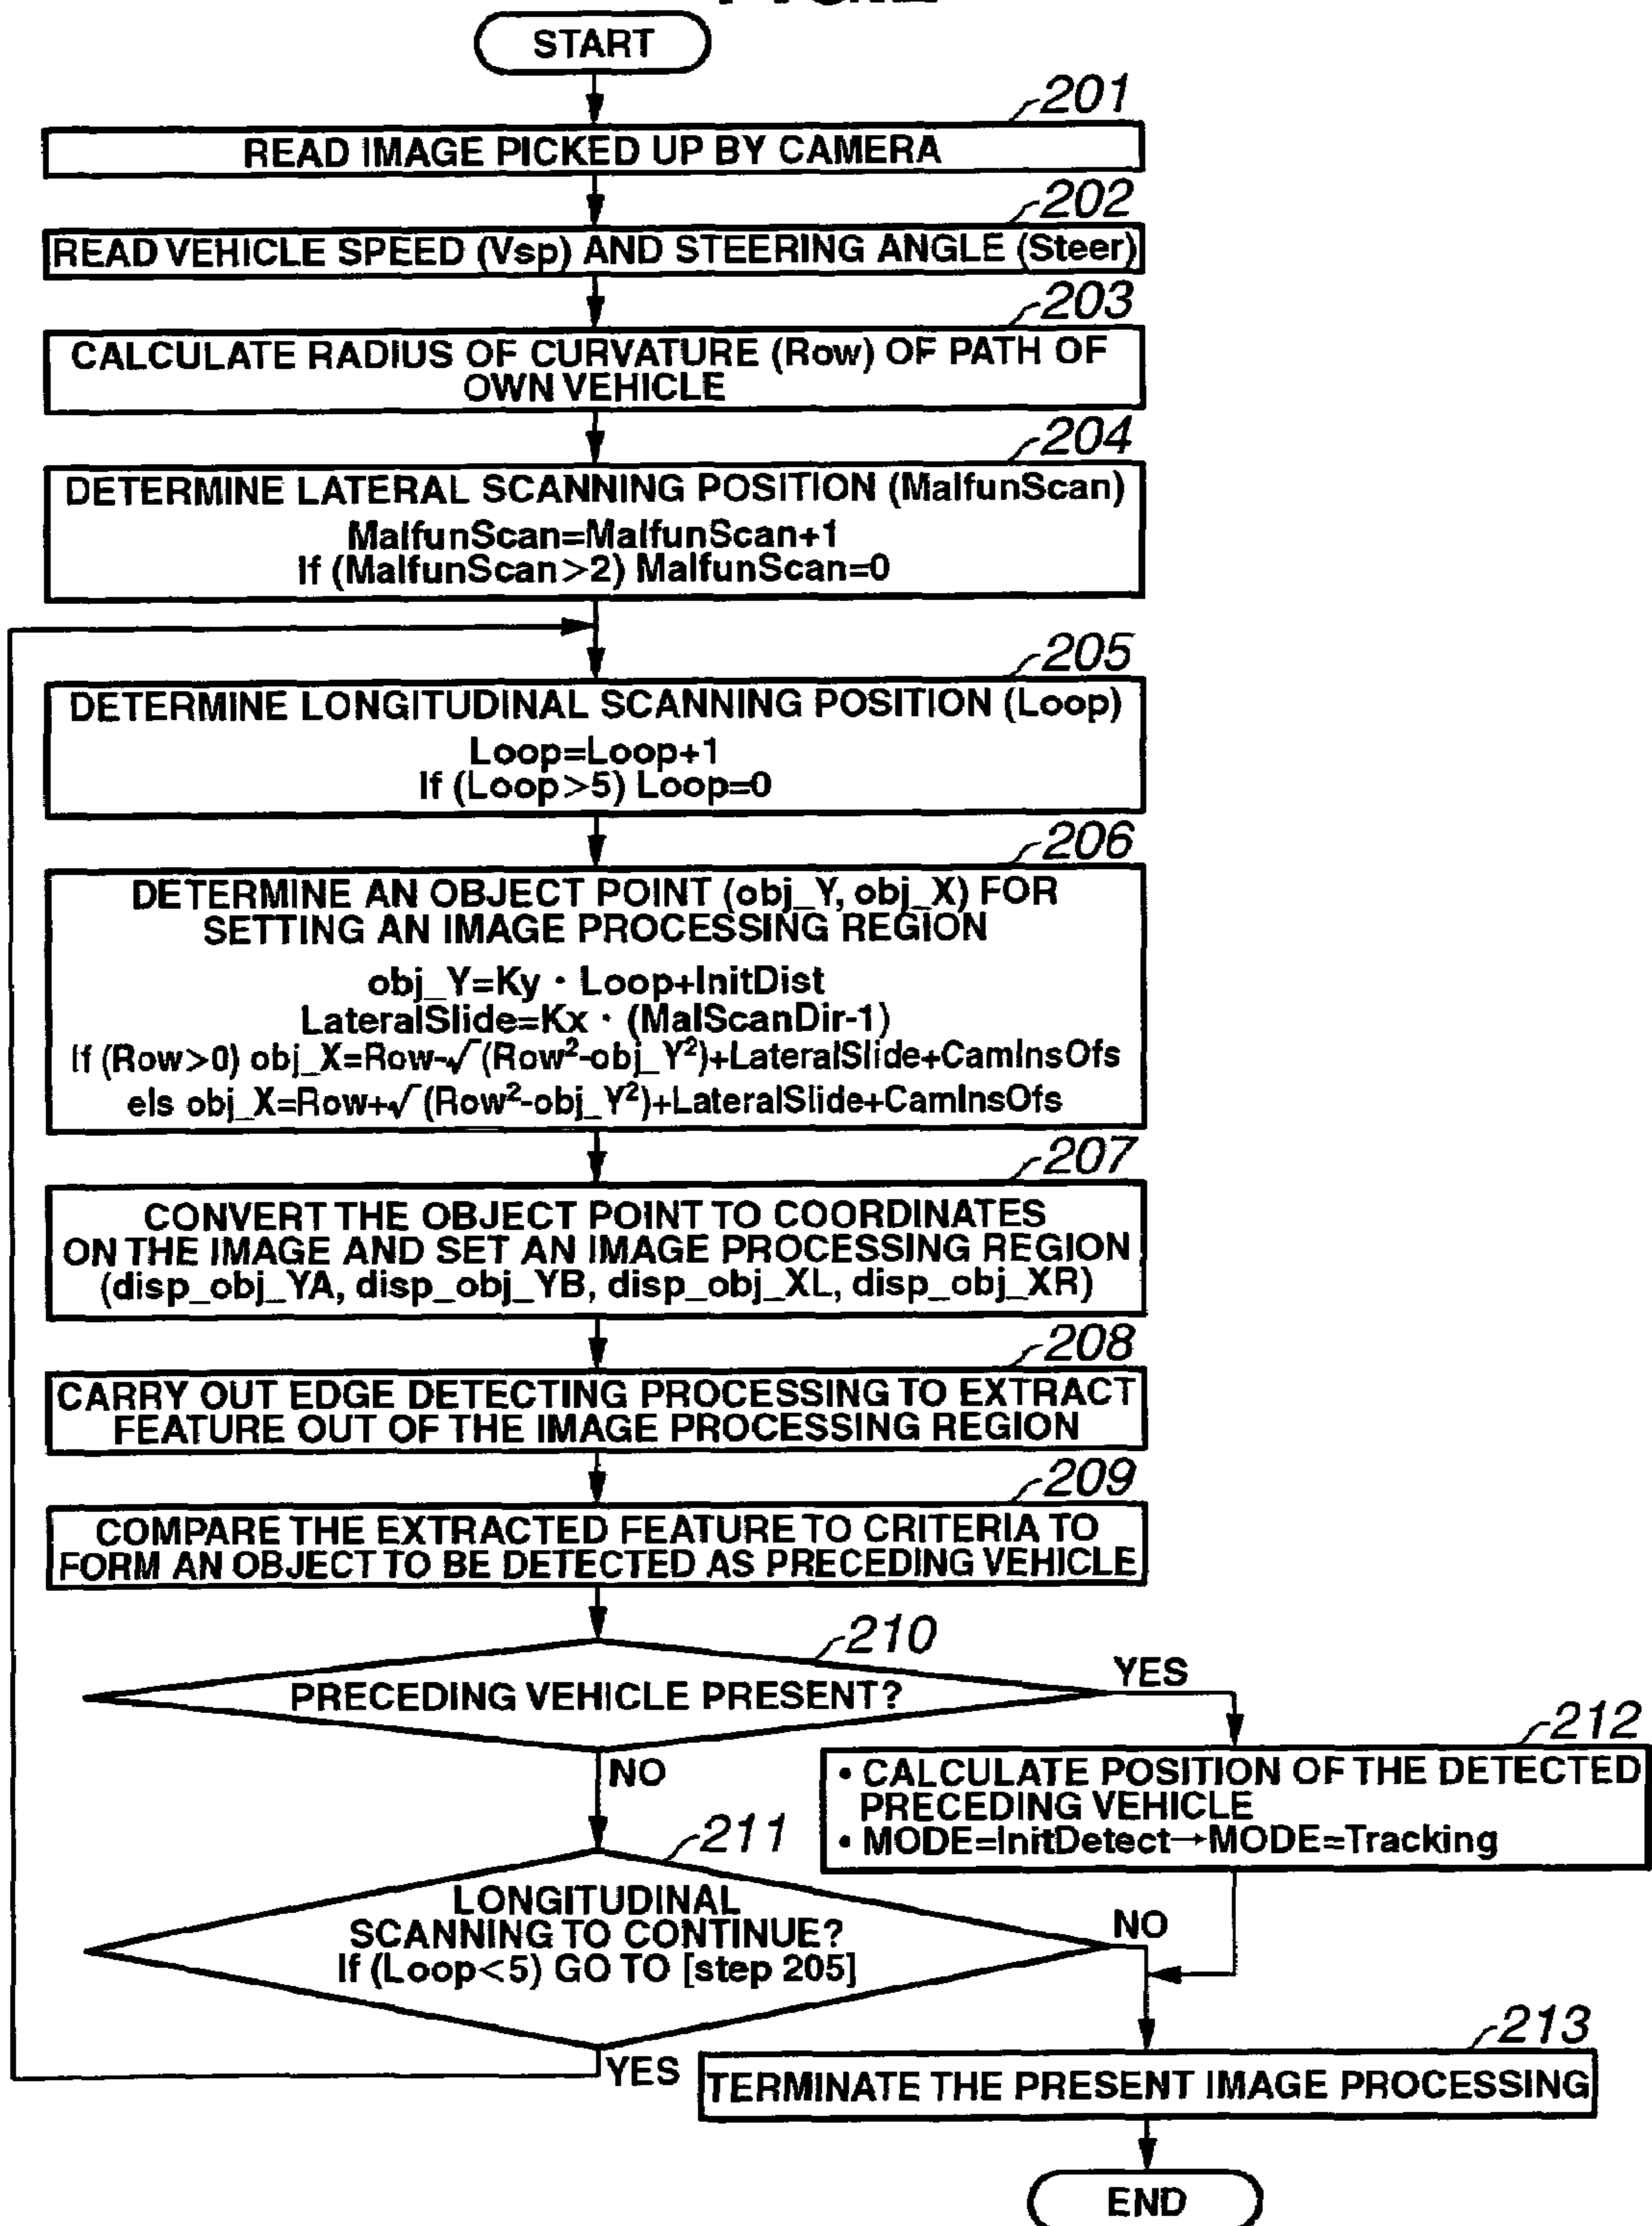 START
201
READ IMAGE PICKED UP BY CAMERA
202
READ VEHICLE SPEED (Vsp) AND STEERING ANGLE (Steer)
203
CALCULATE RADIUS OF CURVATURE (Row) OF PATH OF
OWN VEHICLE
204
DETERMINE LATERAL SCANNING POSITION (MalfunScan)
MalfunScan=MalfunScan+1
If (MalfunScan>2) MalfunScan=0
205
DETERMINE LONGITUDINAL SCANNING POSITION (Loop)
Loop=Loop+1
If (Loop>5) Loop=0
206
DETERMINE AN OBJECT POINT (obj_Y, obj_X) FOR
SETTING AN IMAGE PROCESSING REGION
obj_Y=Ky · Loop+InitDist
LateralSlide=Kx · (MalScanDir-1)
If (Row>0) obj_X=Row-√(Row²-obj_Y²)+LateralSlide+CamInsOfs
els obj_X=Row+√(Row²-obj_Y²)+LateralSlide+CamInsOfs
207
CONVERT THE OBJECT POINT TO COORDINATES
ON THE IMAGE AND SET AN IMAGE PROCESSING REGION
(disp_obj_YA, disp_obj_YB, disp_obj_XL, disp_obj_XR)
208
CARRY OUT EDGE DETECTING PROCESSING TO EXTRACT
FEATURE OUT OF THE IMAGE PROCESSING REGION
209
COMPARE THE EXTRACTED FEATURE TO CRITERIA TO
FORM AN OBJECT TO BE DETECTED AS PRECEDING VEHICLE
210
PRECEDING VEHICLE PRESENT?
YES
NO
212
• CALCULATE POSITION OF THE DETECTED
PRECEDING VEHICLE
• MODE=InitDetect→MODE=Tracking
211
LONGITUDINAL
SCANNING TO CONTINUE?
If (Loop<5) GO TO [step 205]
NO
YES
213
TERMINATE THE PRESENT IMAGE PROCESSING
END